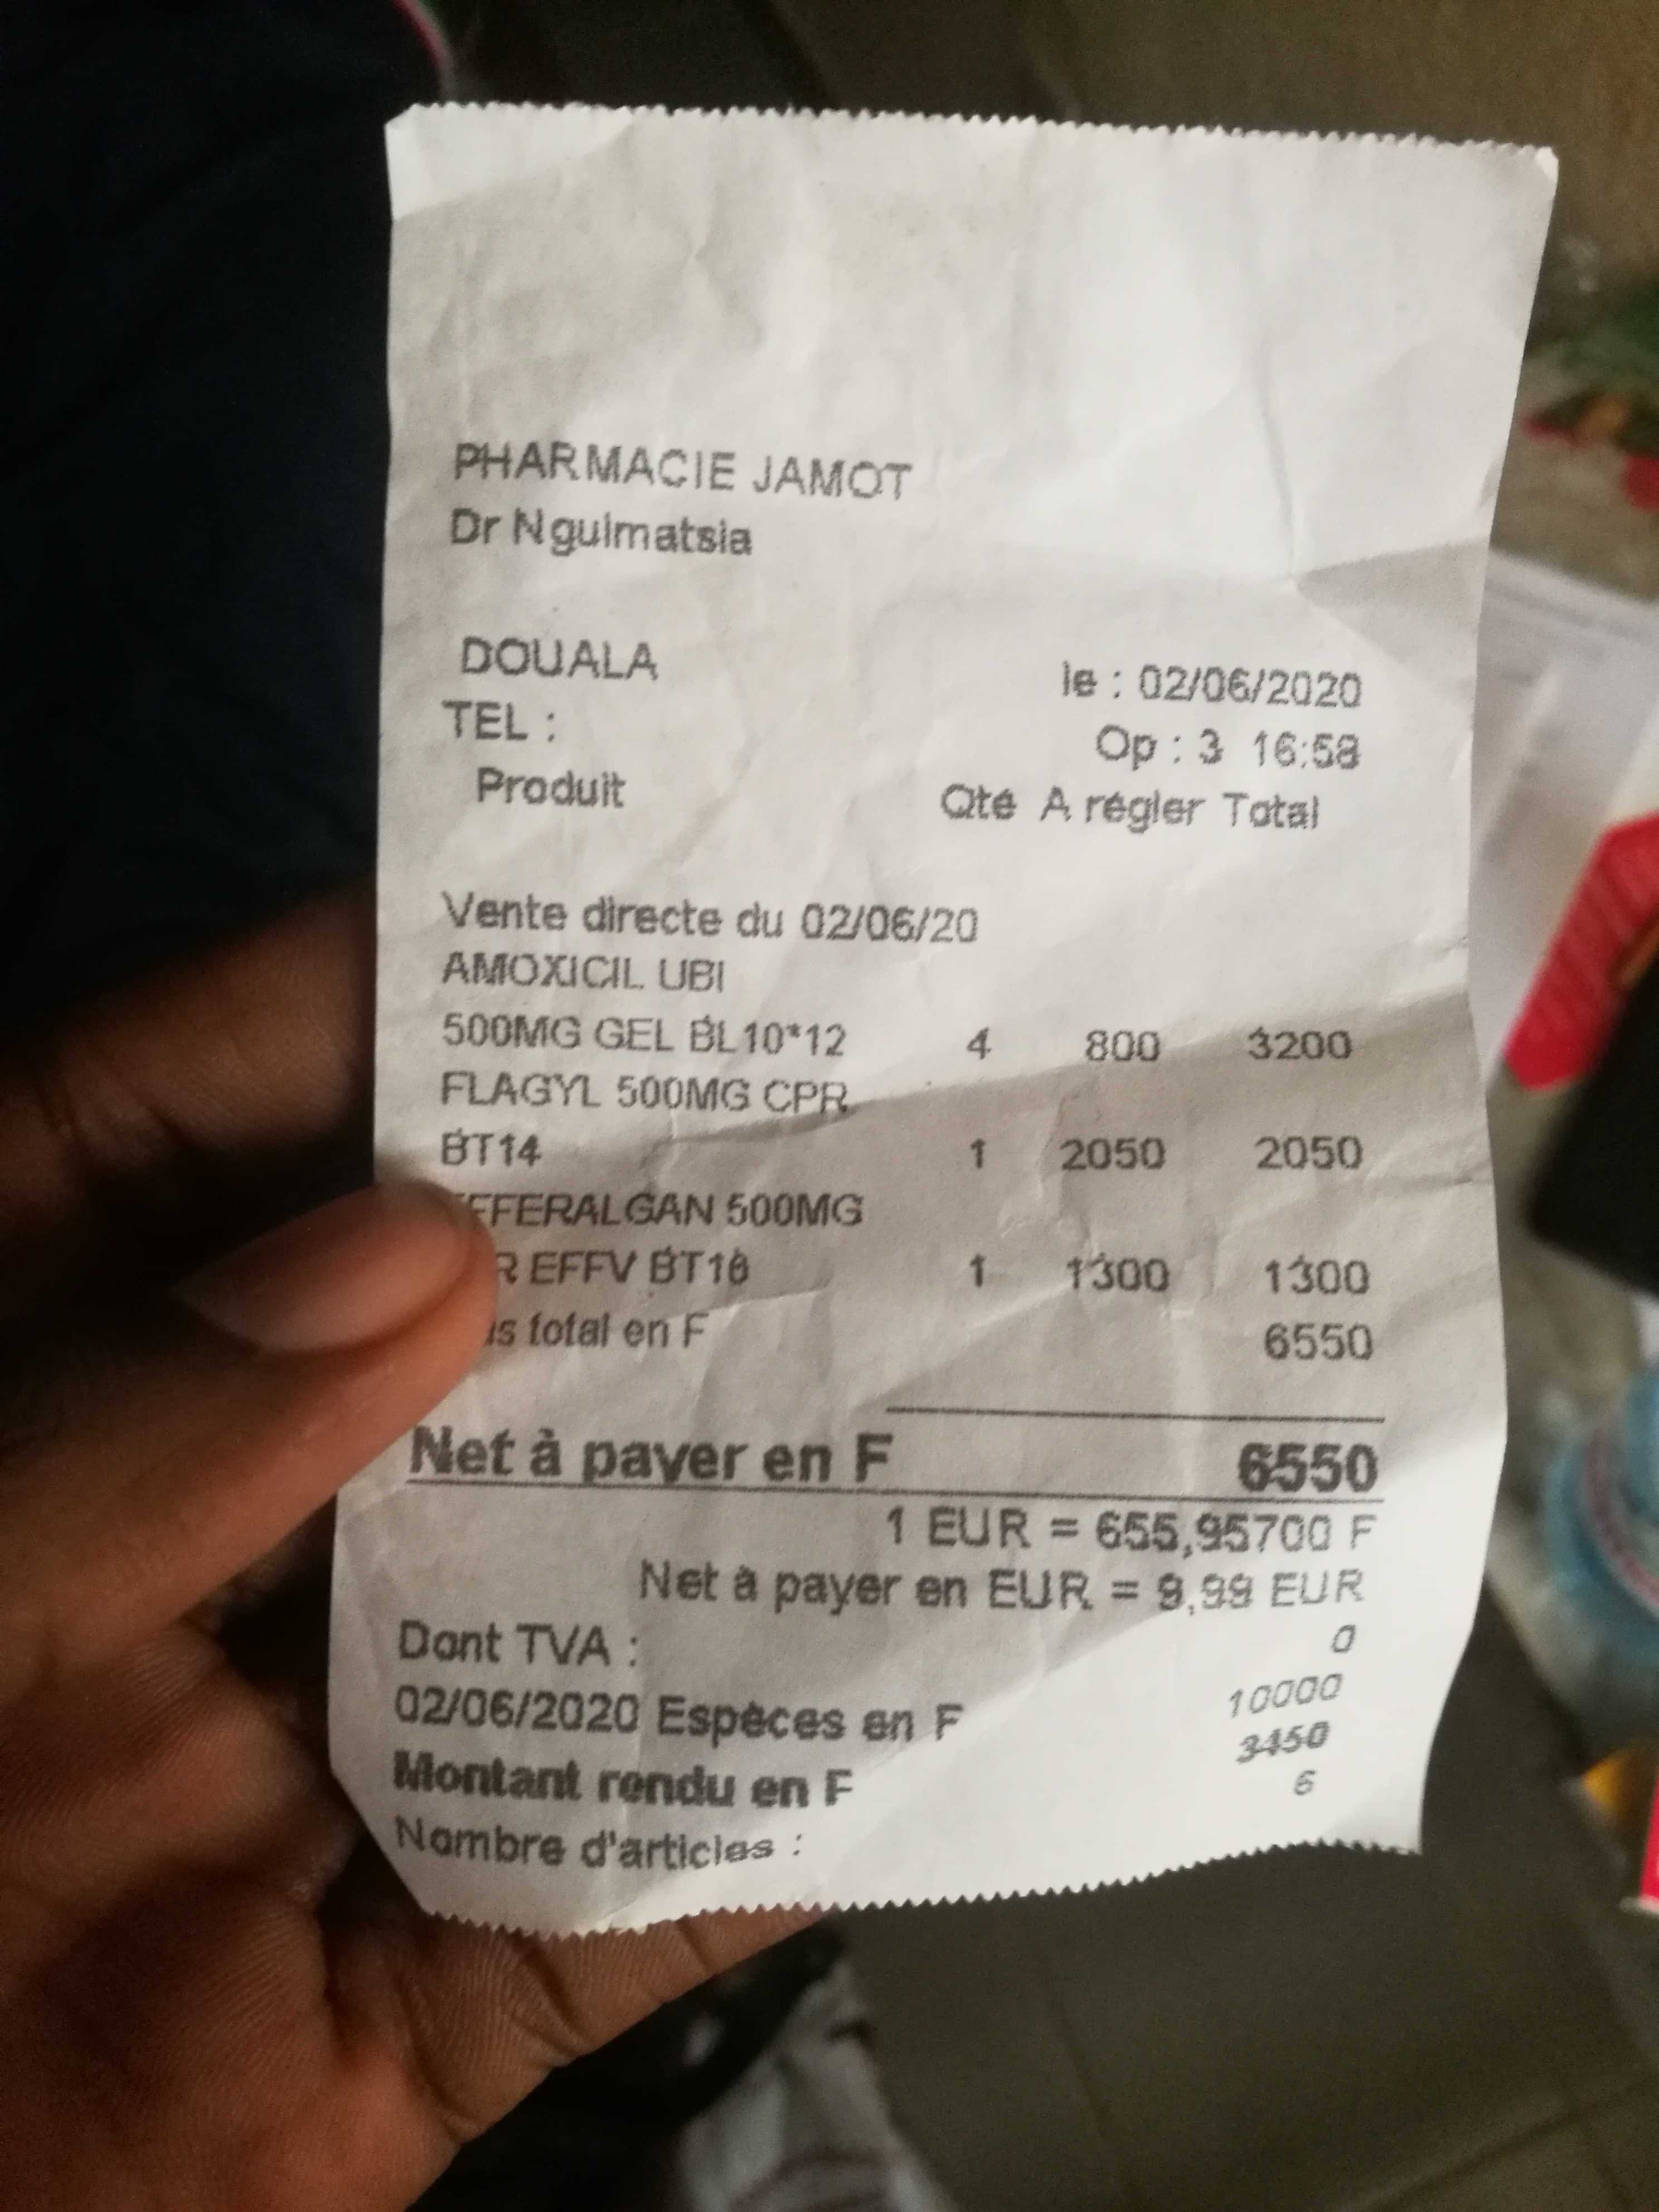 PHARMACIE JAMOT
Dr Nguimatsia
DOUALA
le : 02/06/2020
TEL :
Op : 3 16:58
Produit Qté A régler Total
Vente directe du 02/06/20
AMOXICIL UBI
500MG GEL BL10*12 4 800 3200
FLAGYL 500MG CPR
BT14 1 2050 2050
FFERALGAN 500MG
R EFFV BT16 1 1300 1300
s total en F 6550
Net à payer en F 6550
1 EUR = 655,95700 F
Net à payer en EUR = 9,99 EUR
Dont TVA : 0
02/06/2020 Espèces en F 10000
Montant rendu en F 3450
Nombre d'articles : 6